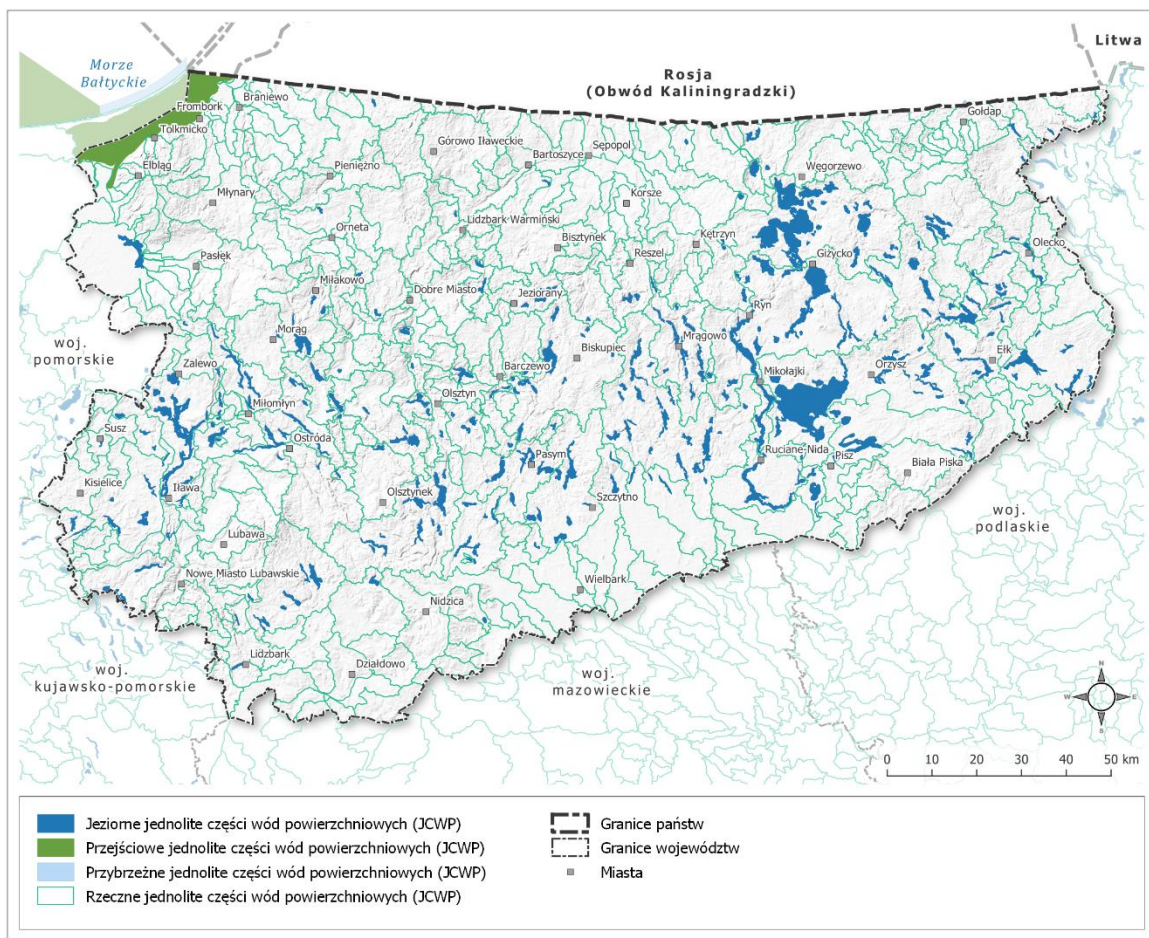 Litwa
Morze
Bałtyckie
Rosja
(Obwód Kaliningradzki)
Frombork
Braniewo
Tolkmicko
Gołdap
Górowo Iławeckie
Sępopol
Bartoszyce
Elbląg
Pieniężno
Węgorzewo
Młynary
Korsze
Orneta
Lidzbark Warmiński
Bisztynek
Kętrzyn
Olecko
Pasłęk
Reszel
Giżycko
Miłakowo
Dobre Miasto
Jeziorany
Ryn
woj.
pomorskie
Morąg
Mrągowo
Biskupiec
Ełk
Zalewo
Barczewo
Mikołajki
Orzysz
Miłomłyn
Olsztyn
Susz
Ostróda
Pasym
Ruciane-Nida
Pisz
Biała Piska
Kisielice
Iława
Olsztynek
Szczytno
woj.
podlaskie
Lubawa
Nowe Miasto Lubawskie
Wielbark
Nidzica
Lidzbark
Działdowo
woj.
kujawsko-pomorskie
woj.
mazowieckie
N
W
E
S
0 10 20 30 40 50 km
Jeziorne jednolite części wód powierzchniowych (JCWP)
Przejściowe jednolite części wód powierzchniowych (JCWP)
Przybrzeżne jednolite części wód powierzchniowych (JCWP)
Rzeczne jednolite części wód powierzchniowych (JCWP)
Granice państw
Granice województw
Miasta